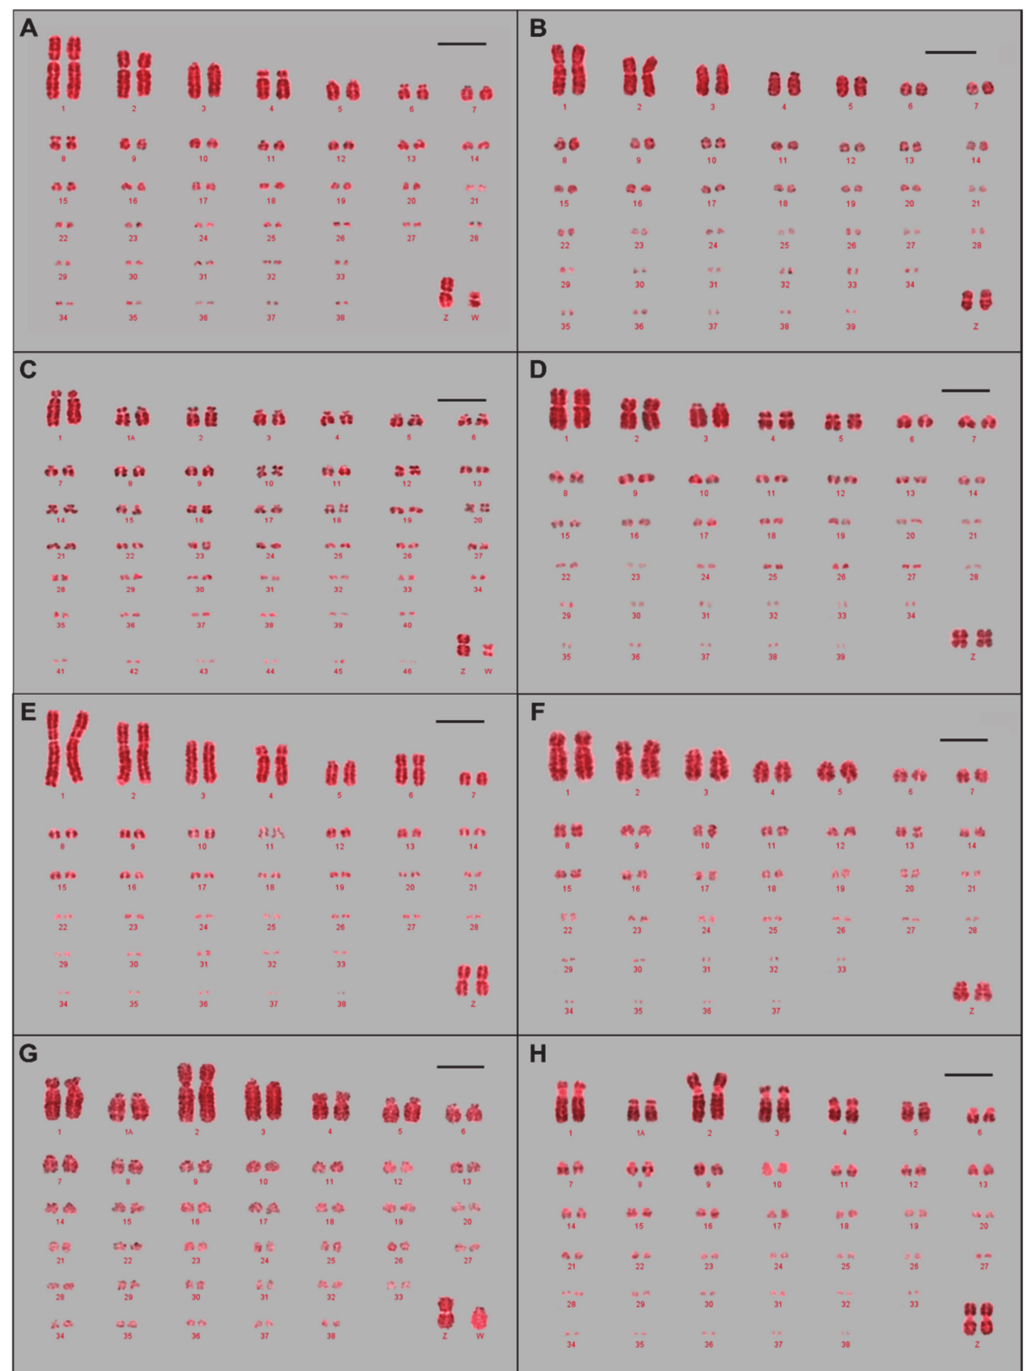 A
1 2 3 4 5 6 7
8 9 10 11 12 13 14
15 16 17 18 19 20 21
22 23 24 25 26 27 28
29 30 31 32 33
34 35 36 37 38 Z W
B
1 2 3 4 5 6 7
8 9 10 11 12 13 14
15 16 17 18 19 20 21
22 23 24 25 26 27 28
29 30 31 32 33 34
35 36 37 38 39 Z
C
1 1A 2 3 4 5 6
7 8 9 10 11 12 13
14 15 16 17 18 19 20
21 22 23 24 25 26 27
28 29 30 31 32 33 34
35 36 37 38 39 40
41 42 43 44 45 46 Z W
D
1 2 3 4 5 6 7
8 9 10 11 12 13 14
15 16 17 18 19 20 21
22 23 24 25 26 27 28
29 30 31 32 33 34
35 36 37 38 39 Z
E
1 2 3 4 5 6 7
8 9 10 11 12 13 14
15 16 17 18 19 20 21
22 23 24 25 26 27 28
29 30 31 32 33
34 35 36 37 38 Z
F
1 2 3 4 5 6 7
8 9 10 11 12 13 14
15 16 17 18 19 20 21
22 23 24 25 26 27 28
29 30 31 32 33
34 35 36 37 Z
G
1 1A 2 3 4 5 6
7 8 9 10 11 12 13
14 15 16 17 18 19 20
21 22 23 24 25 26 27
28 29 30 31 32 33
34 35 36 37 38 Z W
H
1 1A 2 3 4 5 6
7 8 9 10 11 12 13
14 15 16 17 18 19 20
21 22 23 24 25 26 27
28 29 30 31 32 33
34 35 36 37 38 Z